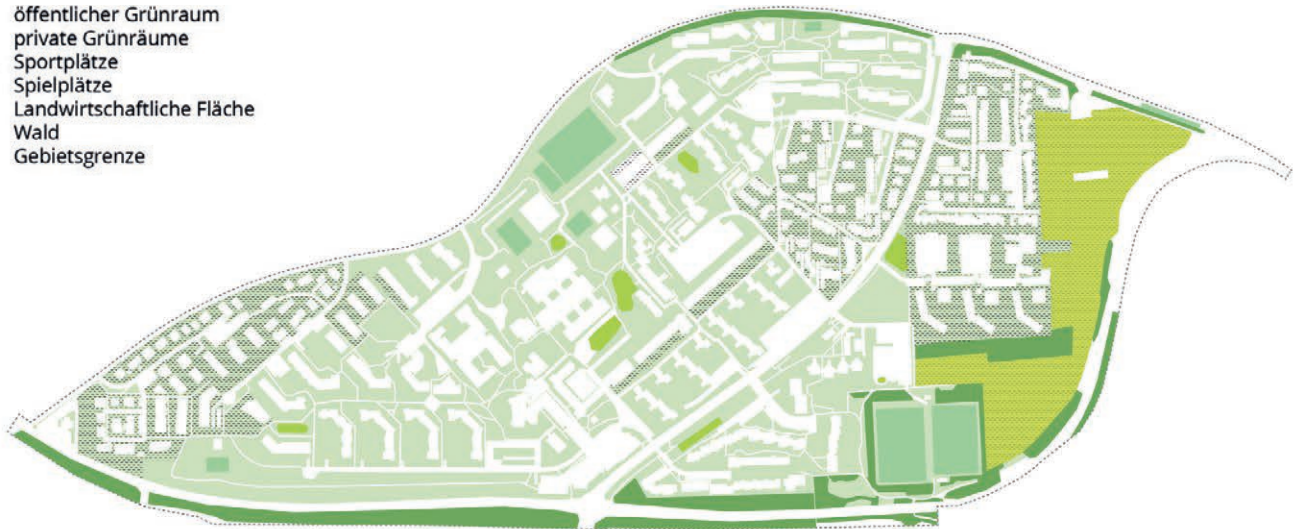 öffentlicher Grünraum
private Grünräume
Sportplätze
Spielplätze
Landwirtschaftliche Fläche
Wald
Gebietsgrenze